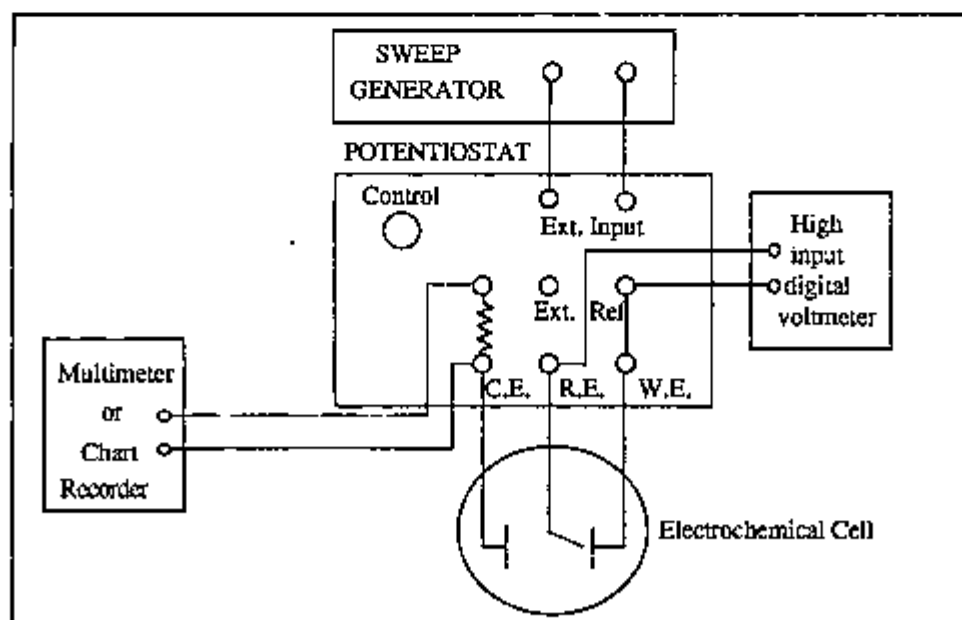 SWEEP
GENERATOR
POTENTIOSTAT
Control
Ext. Input
Ext. Ref
C.E. R.E. W.E.
High
input
digital
voltmeter
Multimeter
or
Chart
Recorder
Electrochemical Cell